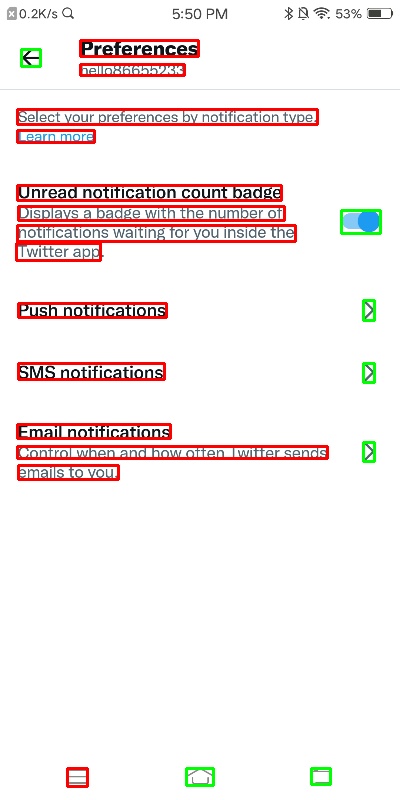 0.2K/s 5:50 PM 53%
Preferences
hello86655233
Select your preferences by notification type.
Learn more
Unread notification count badge
Displays a badge with the number of
notifications waiting for you inside the
Twitter app.
Push notifications
SMS notifications
Email notifications
Control when and how often Twitter sends
emails to you.